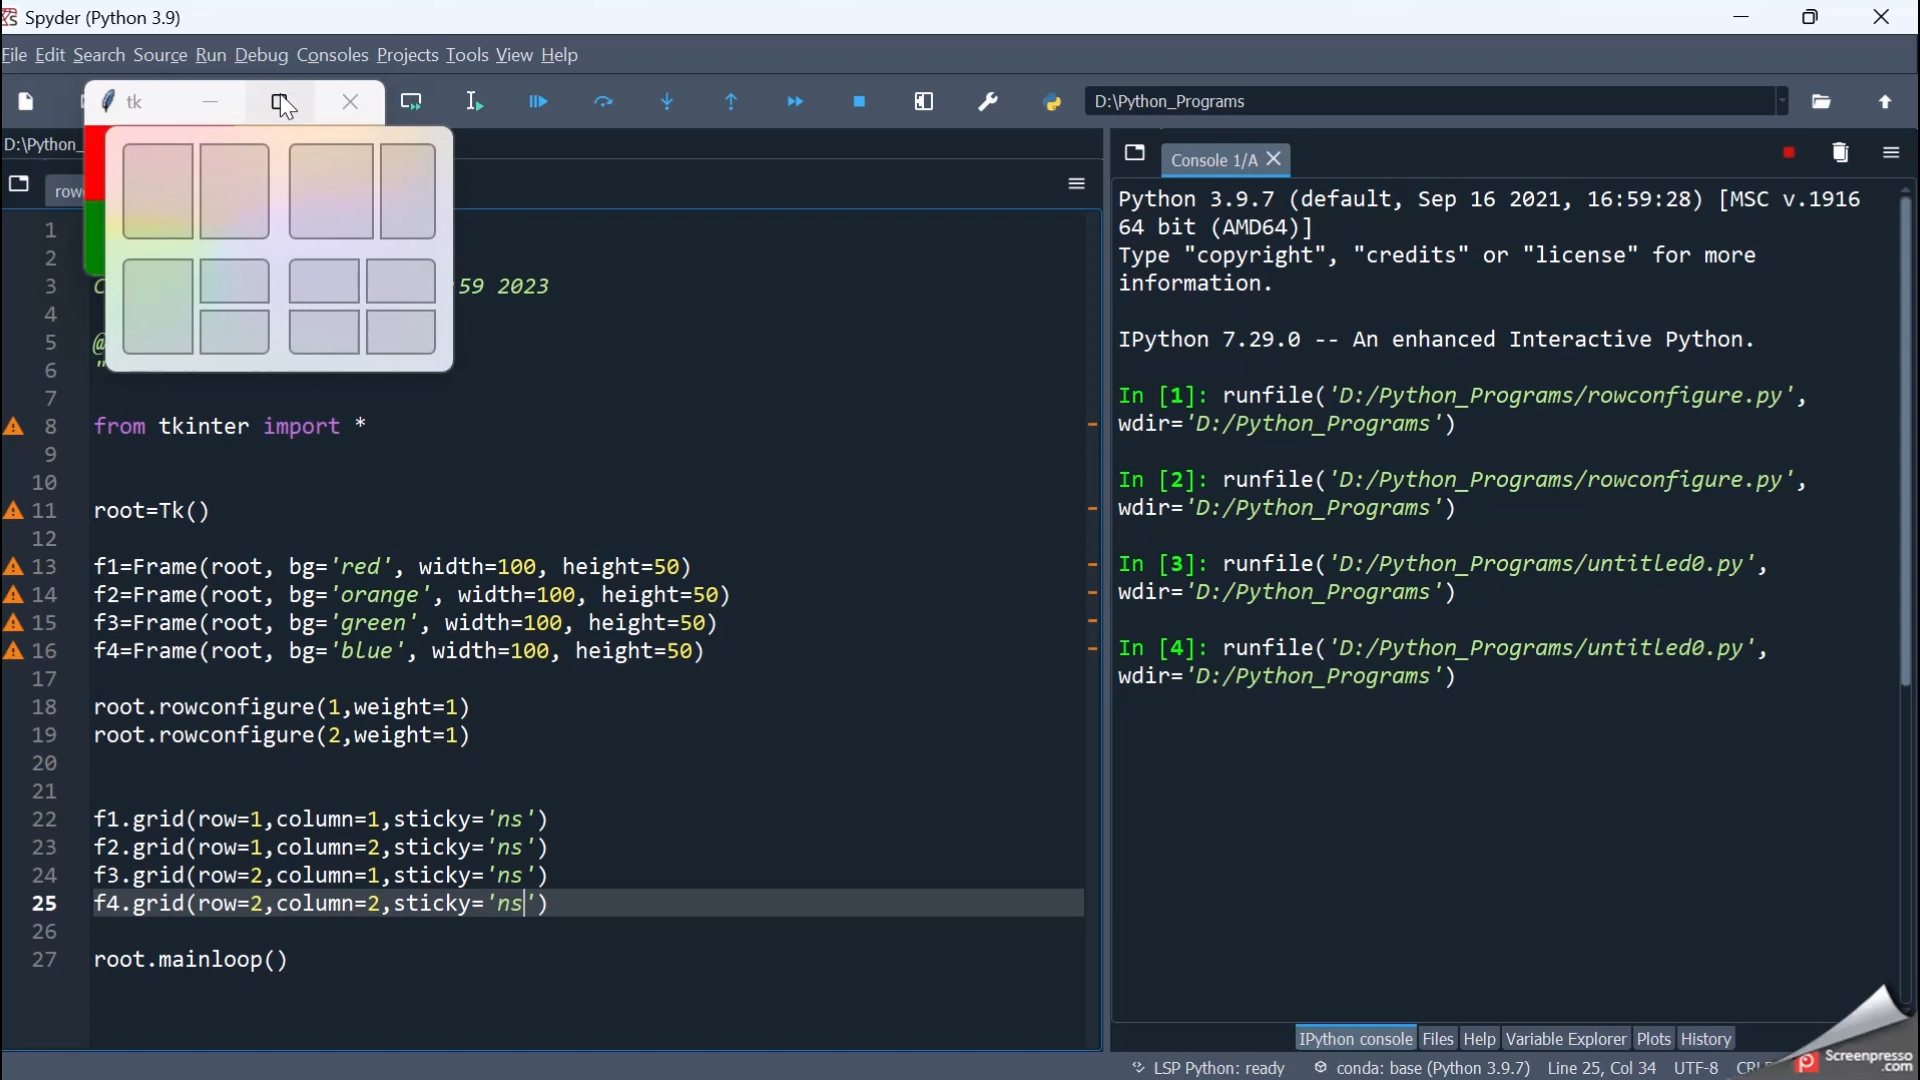 Spyder (Python 3.9)
File Edit Search Source Run Debug Consoles Projects Tools View Help
tk
D:\Python_Programs
D:\Python_
row
Console 1/A
1
2
3 C 59 2023
4
5 @
6 "
7
8 from tkinter import *
9
10
11 root=Tk()
12
13 f1=Frame(root, bg='red', width=100, height=50)
14 f2=Frame(root, bg='orange', width=100, height=50)
15 f3=Frame(root, bg='green', width=100, height=50)
16 f4=Frame(root, bg='blue', width=100, height=50)
17
18 root.rowconfigure(1,weight=1)
19 root.rowconfigure(2,weight=1)
20
21
22 f1.grid(row=1,column=1,sticky='ns')
23 f2.grid(row=1,column=2,sticky='ns')
24 f3.grid(row=2,column=1,sticky='ns')
25 f4.grid(row=2,column=2,sticky='ns')
26
27 root.mainloop()
Python 3.9.7 (default, Sep 16 2021, 16:59:28) [MSC v.1916
64 bit (AMD64)]
Type "copyright", "credits" or "license" for more
information.
IPython 7.29.0 -- An enhanced Interactive Python.
In [1]: runfile('D:/Python_Programs/rowconfigure.py',
wdir='D:/Python_Programs')
In [2]: runfile('D:/Python_Programs/rowconfigure.py',
wdir='D:/Python_Programs')
In [3]: runfile('D:/Python_Programs/untitled0.py',
wdir='D:/Python_Programs')
In [4]: runfile('D:/Python_Programs/untitled0.py',
wdir='D:/Python_Programs')
IPython console Files Help Variable Explorer Plots History
LSP Python: ready conda: base (Python 3.9.7) Line 25, Col 34 UTF-8
Screenpresso
.com